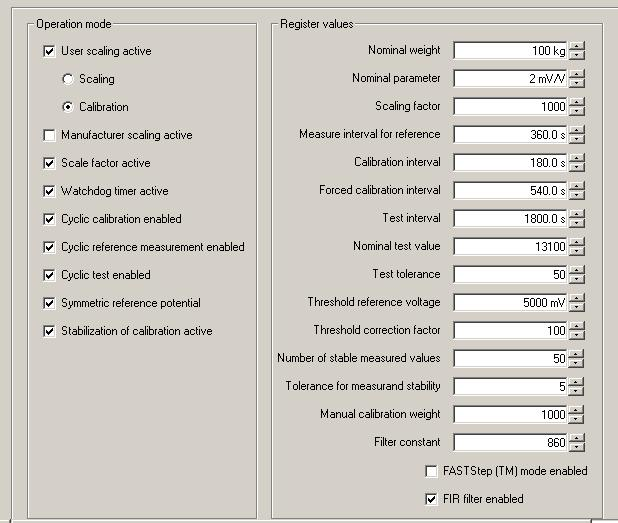 Operation mode
User scaling active
Scaling
Calibration
Manufacturer scaling active
Scale factor active
Watchdog timer active
Cyclic calibration enabled
Cyclic reference measurement enabled
Cyclic test enabled
Symmetric reference potential
Stabilization of calibration active
Register values
Nominal weight 100 kg
Nominal parameter 2 mV/V
Scaling factor 1000
Measure interval for reference 360.0 s
Calibration interval 180.0 s
Forced calibration interval 540.0 s
Test interval 1800.0 s
Nominal test value 13100
Test tolerance 50
Threshold reference voltage 5000 mV
Threshold correction factor 100
Number of stable measured values 50
Tolerance for measurand stability 5
Manual calibration weight 1000
Filter constant 860
FASTStep (TM) mode enabled
FIR filter enabled